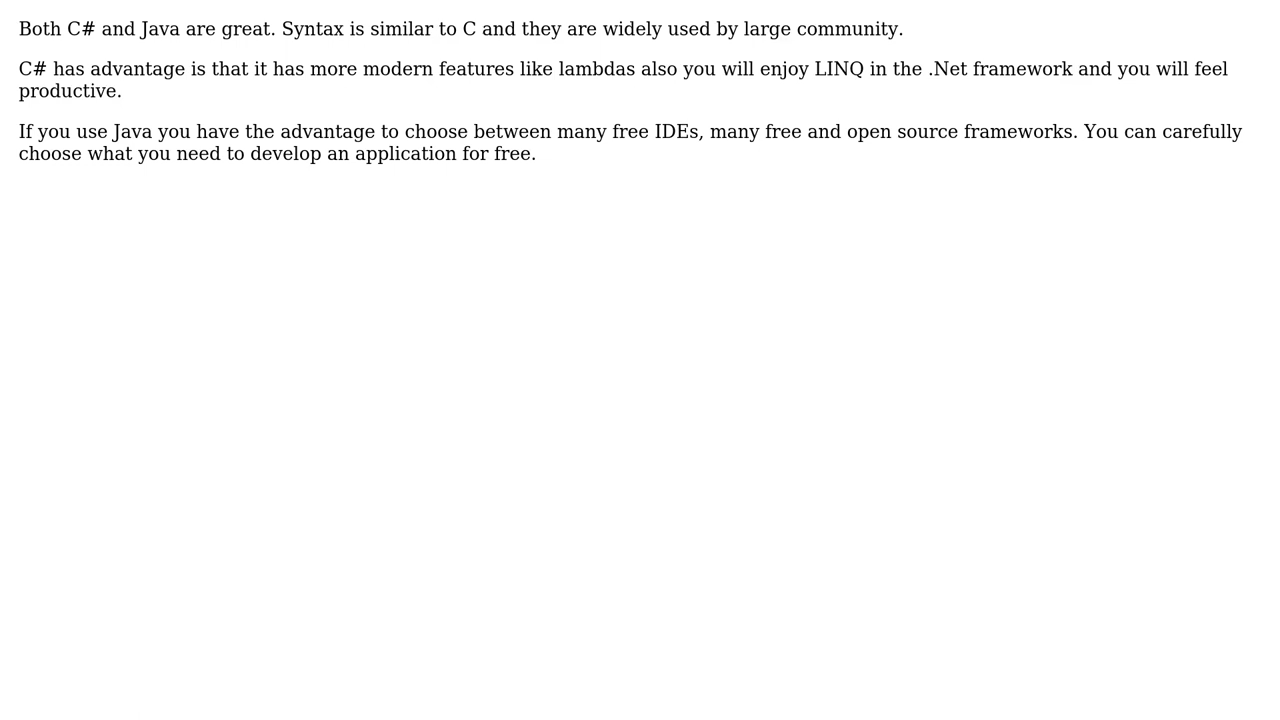 Both C# and Java are great. Syntax is similar to C and they are widely used by large community.
C# has advantage is that it has more modern features like lambdas also you will enjoy LINQ in the .Net framework and you will feel
productive.
If you use Java you have the advantage to choose between many free IDEs, many free and open source frameworks. You can carefully
choose what you need to develop an application for free.